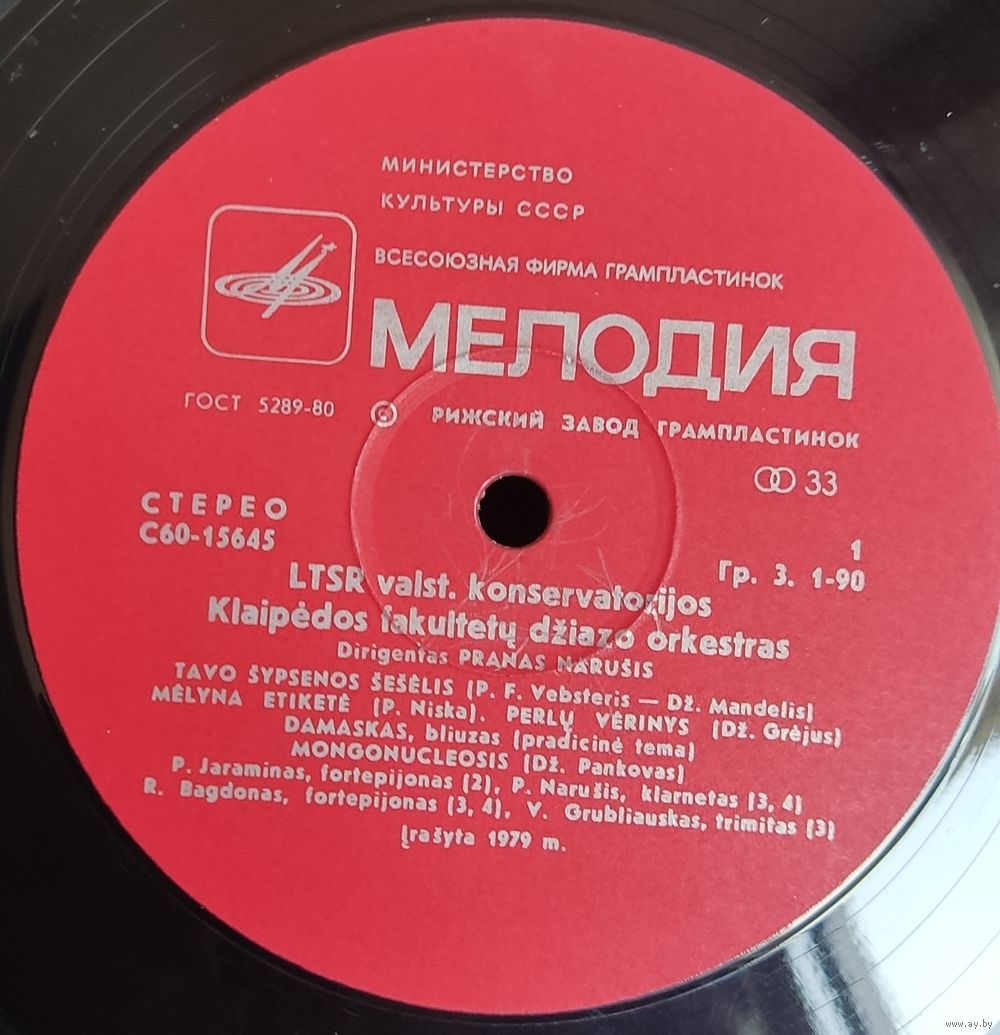 МИНИСТЕРСТВО
КУЛЬТУРЫ СССР
ВСЕСОЮЗНАЯ ФИРМА ГРАМПЛАСТИНОК
МЕЛОДИЯ
ГОСТ 5289-80 РИЖСКИЙ ЗАВОД ГРАМПЛАСТИНОК
33
СТЕРЕО
С60-15645
1
Гр. 3. 1-90
LTSR valst. konservatorijos
Klaipėdos fakultetų džiazo orkestras
Dirigentas PRANAS NARUŠIS
TAVO ŠYPSENOS ŠEŠĖLIS (P. F. Vebsteris — Dž. Mandelis)
MĖLYNA ETIKETĖ (P. Niska). PERLŲ VĖRINYS (Dž. Grėjus)
DAMASKAS, bliuzas (pradicinė tema)
MONGONUCLEOSIS (Dž. Pankovas)
P. Jaraminas, fortepijonas (2), P. Narušis, klarnetas (3, 4)
R. Bagdonas, fortepijonas (3, 4), V. Grubliauskas, trimitas (3)
Įrašyta 1979 m.
www.ay.by